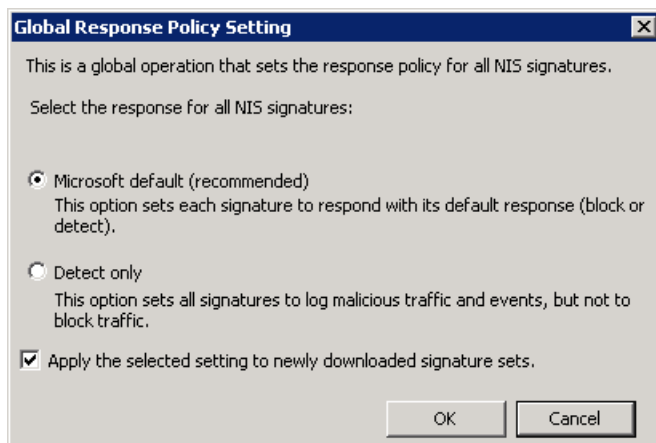 Global Response Policy Setting
This is a global operation that sets the response policy for all NIS signatures.
Select the response for all NIS signatures:
Microsoft default (recommended)
This option sets each signature to respond with its default response (block or
detect).
Detect only
This option sets all signatures to log malicious traffic and events, but not to
block traffic.
Apply the selected setting to newly downloaded signature sets.
OK
Cancel